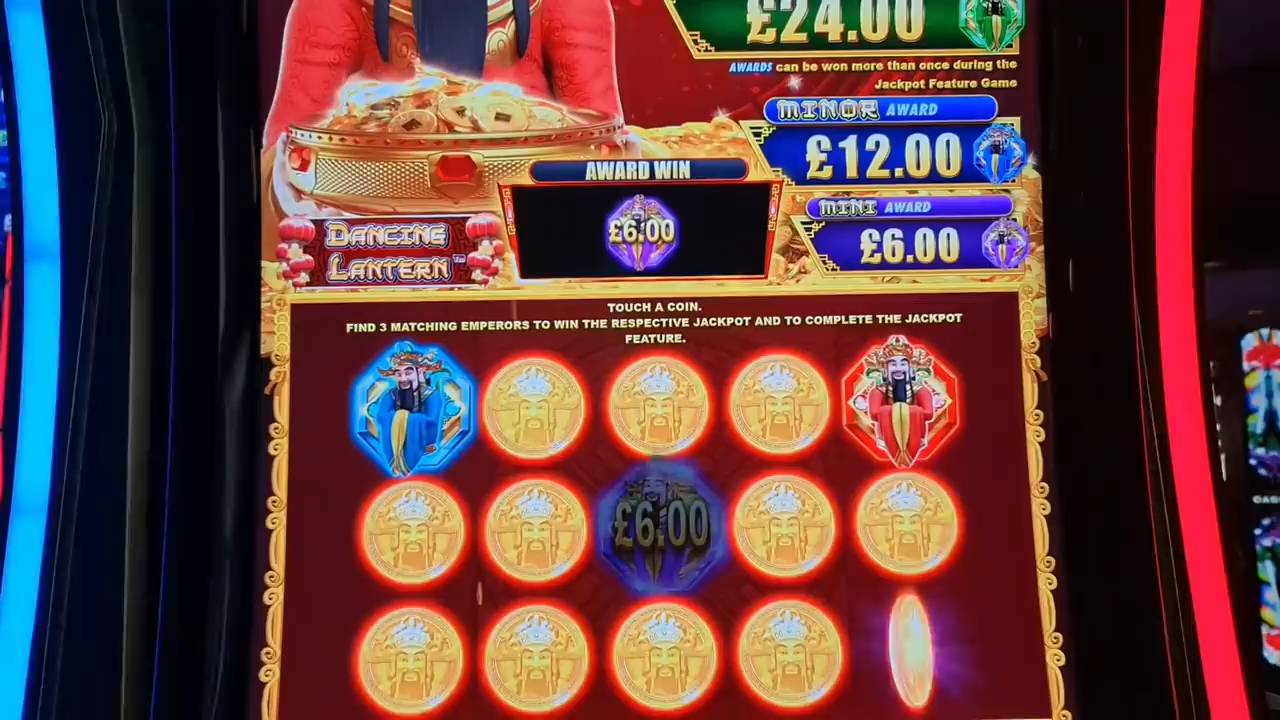 £24.00
AWARDS can be won more than once during the
Jackpot Feature Game
MINOR AWARD
£12.00
AWARD WIN
£6.00
MINI AWARD
£6.00
DANCING
LANTERN™
TOUCH A COIN.
FIND 3 MATCHING EMPERORS TO WIN THE RESPECTIVE JACKPOT AND TO COMPLETE THE JACKPOT
FEATURE.
£6.00